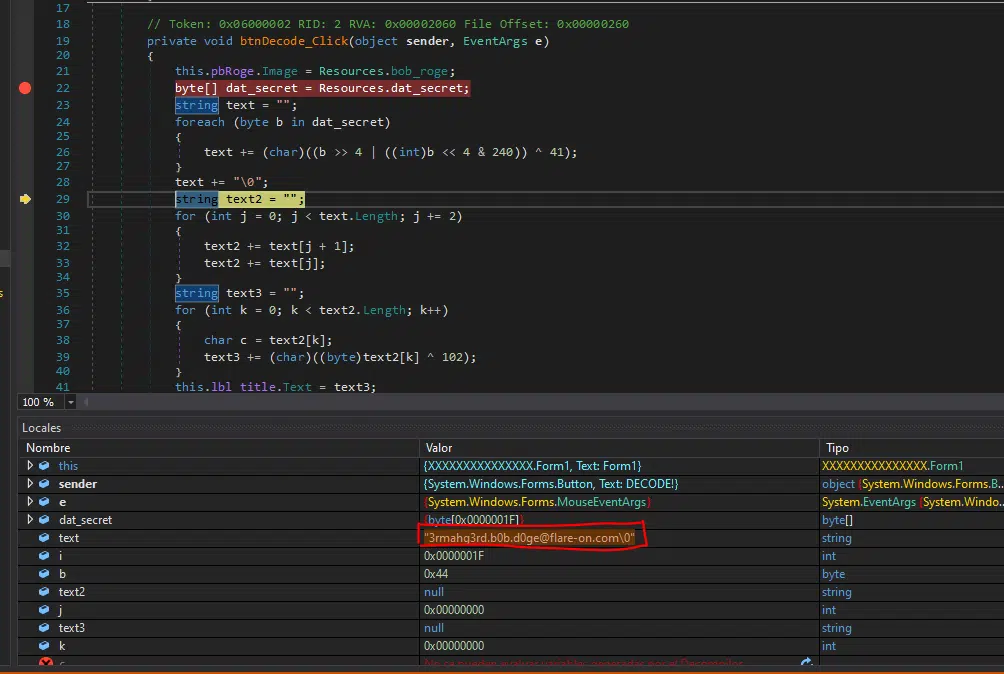 17
18 // Token: 0x06000002 RID: 2 RVA: 0x00002060 File Offset: 0x00000260
19 private void btnDecode_Click(object sender, EventArgs e)
20 {
21 this.pbRoge.Image = Resources.bob_roge;
22 byte[] dat_secret = Resources.dat_secret;
23 string text = "";
24 foreach (byte b in dat_secret)
25 {
26 text += (char)((b >> 4 | ((int)b << 4 & 240)) ^ 41);
27 }
28 text += "\0";
29 string text2 = "";
30 for (int j = 0; j < text.Length; j += 2)
31 {
32 text2 += text[j + 1];
33 text2 += text[j];
34 }
35 string text3 = "";
36 for (int k = 0; k < text2.Length; k++)
37 {
38 char c = text2[k];
39 text3 += (char)((byte)text2[k] ^ 102);
40 }
41 this.lbl_title.Text = text3;
100 %
Locales
Nombre Valor Tipo
this {XXXXXXXXXXXXXXX.Form1, Text: Form1} XXXXXXXXXXXXXXX.Form1
sender {System.Windows.Forms.Button, Text: DECODE!} object {System.Windows.Forms.B...
e {System.Windows.Forms.MouseEventArgs} System.EventArgs {System.Windo...
dat_secret {byte[0x0000001F]} byte[]
text "3rmahg3rd.b0b.d0ge@flare-on.com\0" string
i 0x0000001F int
b 0x44 byte
text2 null string
j 0x00000000 int
text3 null string
k 0x00000000 int